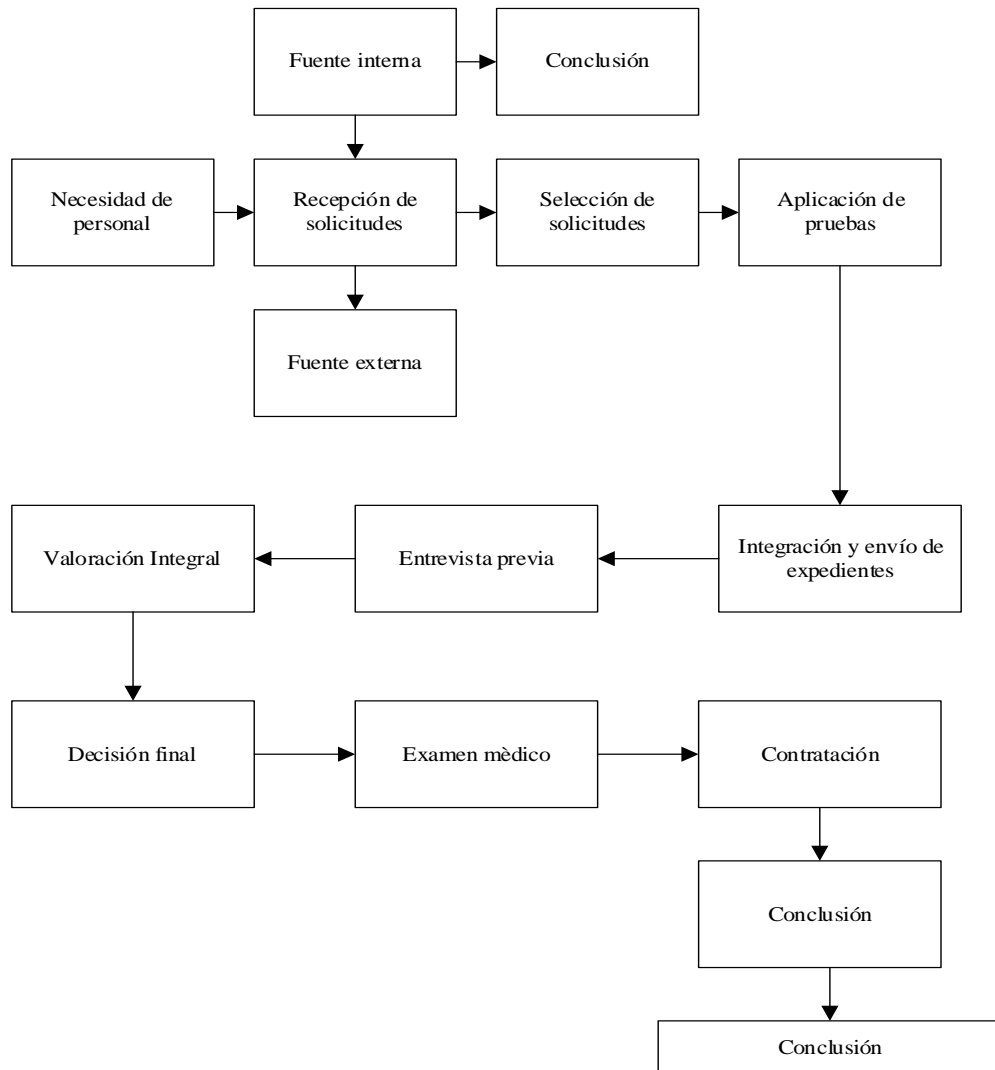 Fuente interna
Conclusión
Necesidad de
personal
Recepción de
solicitudes
Selección de
solicitudes
Aplicación de
pruebas
Fuente externa
Valoración Integral
Entrevista previa
Integración y envío de
expedientes
Decisión final
Examen mèdico
Contratación
Conclusión
Conclusión